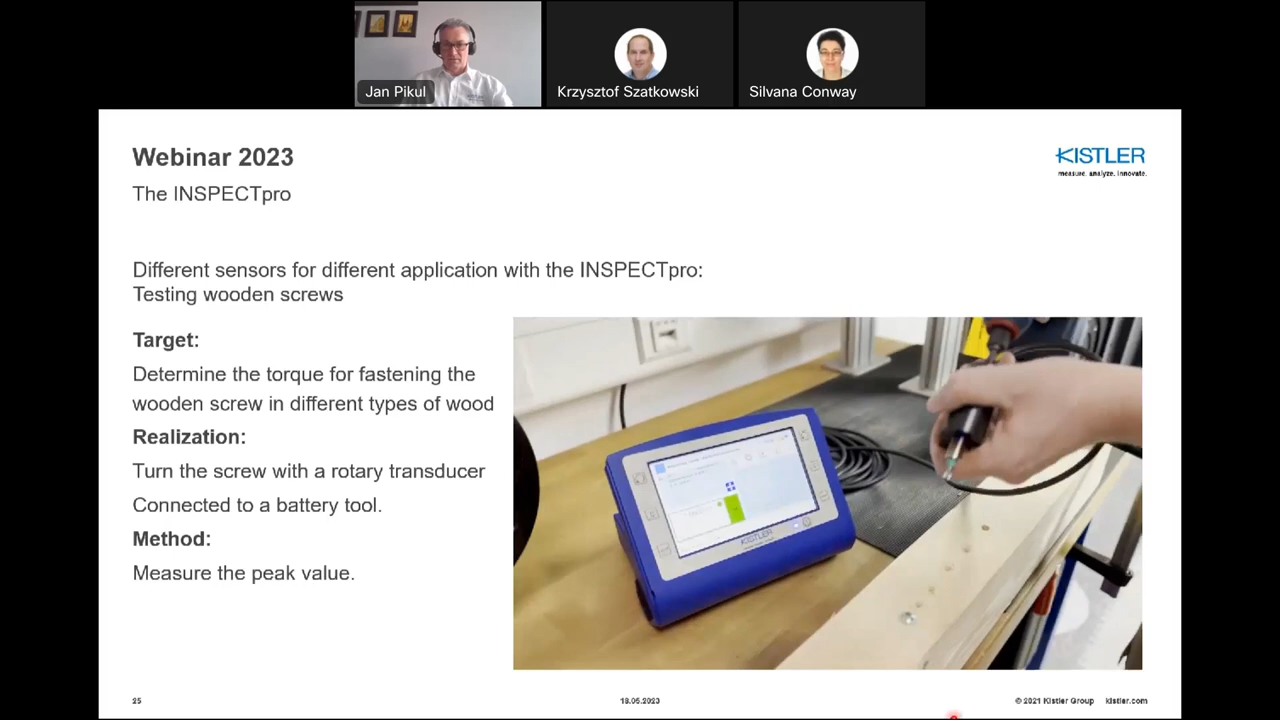 Jan Pikul
Krzysztof Szatkowski
Silvana Conway
Webinar 2023
KISTLER
measure. analyze. innovate.
The INSPECTpro
Different sensors for different application with the INSPECTpro:
Testing wooden screws
Target:
Determine the torque for fastening the
wooden screw in different types of wood
Realization:
Turn the screw with a rotary transducer
Connected to a battery tool.
Method:
Measure the peak value.
KISTLER
25
18.05.2023
© 2021 Kistler Group kistler.com